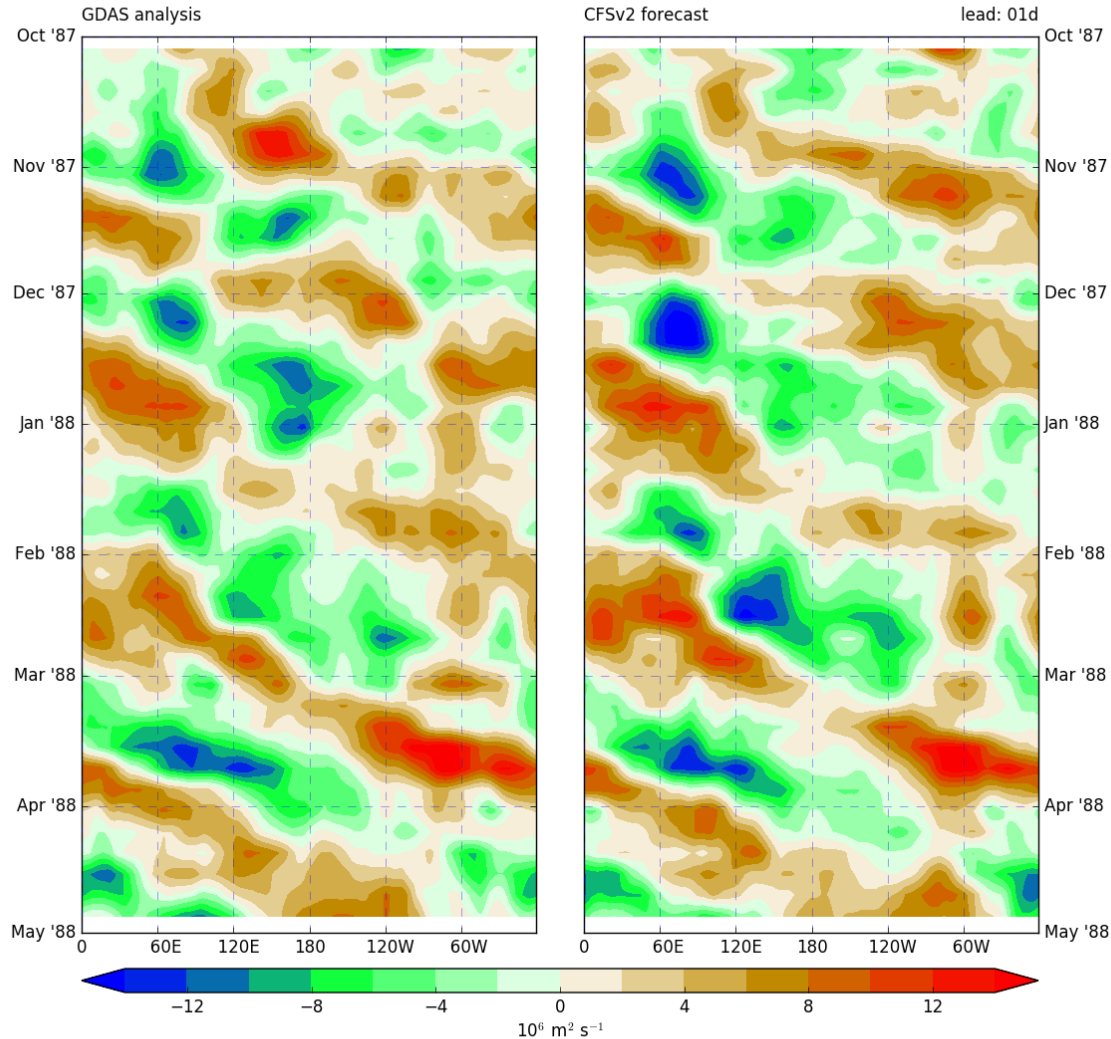 GDAS analysis
CFSv2 forecast lead: 01d
Oct '87 Oct '87
Nov '87 Nov '87
Dec '87 Dec '87
Jan '88 Jan '88
Feb '88 Feb '88
Mar '88 Mar '88
Apr '88 Apr '88
May '88 May '88
0 60E 120E 180 120W 60W 0 60E 120E 180 120W 60W
−12 −8 −4 0 4 8 12
10⁶ m² s⁻¹